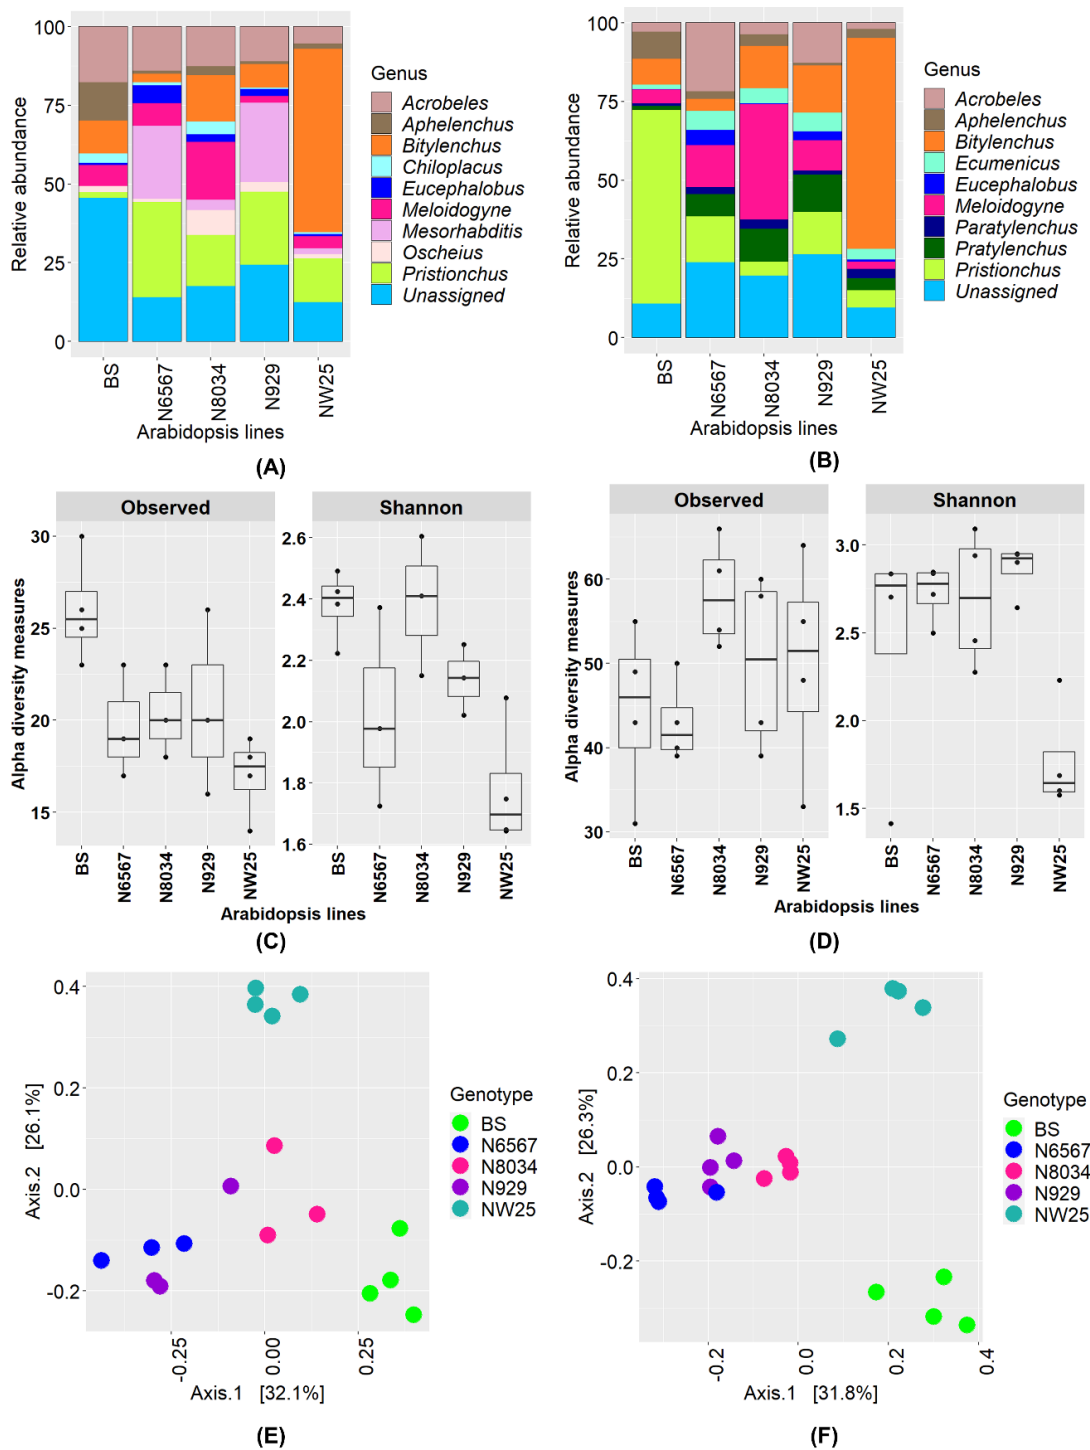 Relative abundance
100
75
50
25
0
BS
N6567
N8034
N929
NW25
Arabidopsis lines
Genus
Acrobeles
Aphelenchus
Bitylenchus
Chiloplacus
Eucephalobus
Meloidogyne
Mesorhabditis
Oscheius
Pristionchus
Unassigned
(A)
Relative abundance
100
75
50
25
0
BS
N6567
N8034
N929
NW25
Arabidopsis lines
Genus
Acrobeles
Aphelenchus
Bitylenchus
Ecumenicus
Eucephalobus
Meloidogyne
Paratylenchus
Pratylenchus
Pristionchus
Unassigned
(B)
Observed
Shannon
Alpha diversity measures
30
25
20
15
2.6
2.4
2.2
2.0
1.8
1.6
BS
N6567
N8034
N929
NW25
BS
N6567
N8034
N929
NW25
Arabidopsis lines
(C)
Observed
Shannon
Alpha diversity measures
60
50
40
30
3.0
2.5
2.0
1.5
BS
N6567
N8034
N929
NW25
BS
N6567
N8034
N929
NW25
Arabidopsis lines
(D)
Axis.2 [26.1%]
0.4
0.2
0.0
-0.2
-0.25
0.00
0.25
Axis.1 [32.1%]
Genotype
BS
N6567
N8034
N929
NW25
(E)
Axis.2 [26.3%]
0.4
0.2
0.0
-0.2
-0.2
0.0
0.2
0.4
Axis.1 [31.8%]
Genotype
BS
N6567
N8034
N929
NW25
(F)